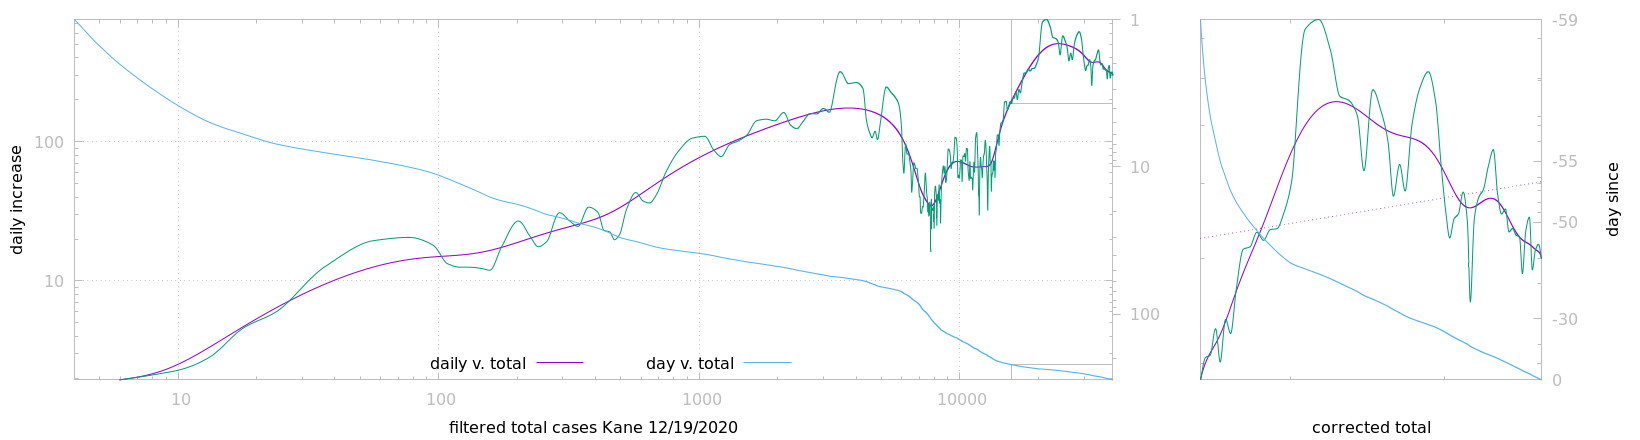 daily increase
100
10
10
100
1000
10000
1
10
100
daily v. total
day v. total
filtered total cases Kane 12/19/2020
-59
-55
-50
-30
0
day since
corrected total